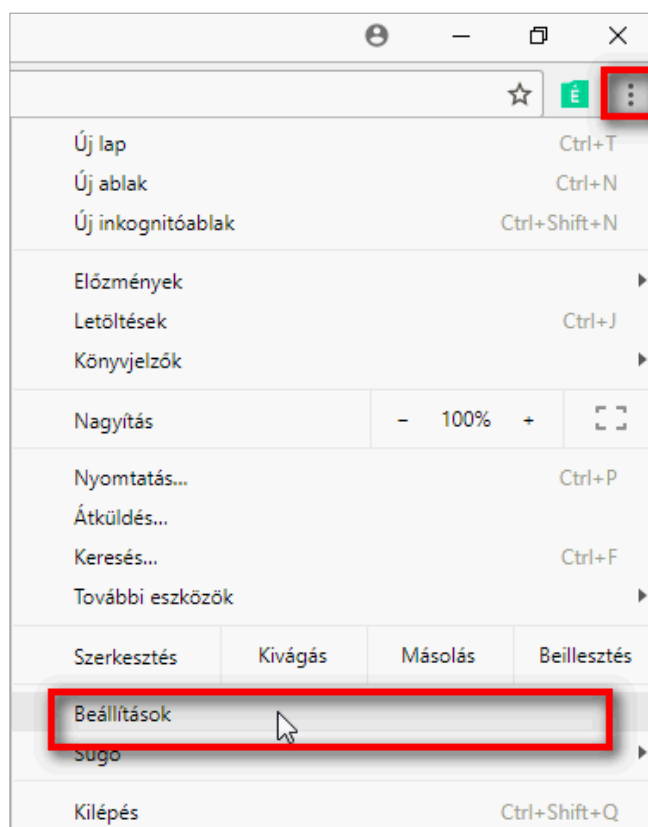 É
Új lap Ctrl+T
Új ablak Ctrl+N
Új inkognitóablak Ctrl+Shift+N
Előzmények
Letöltések Ctrl+J
Könyvjelzők
Nagyítás - 100% +
Nyomtatás... Ctrl+P
Átküldés...
Keresés... Ctrl+F
További eszközök
Szerkesztés Kivágás Másolás Beillesztés
Beállítások
Súgó
Kilépés Ctrl+Shift+Q